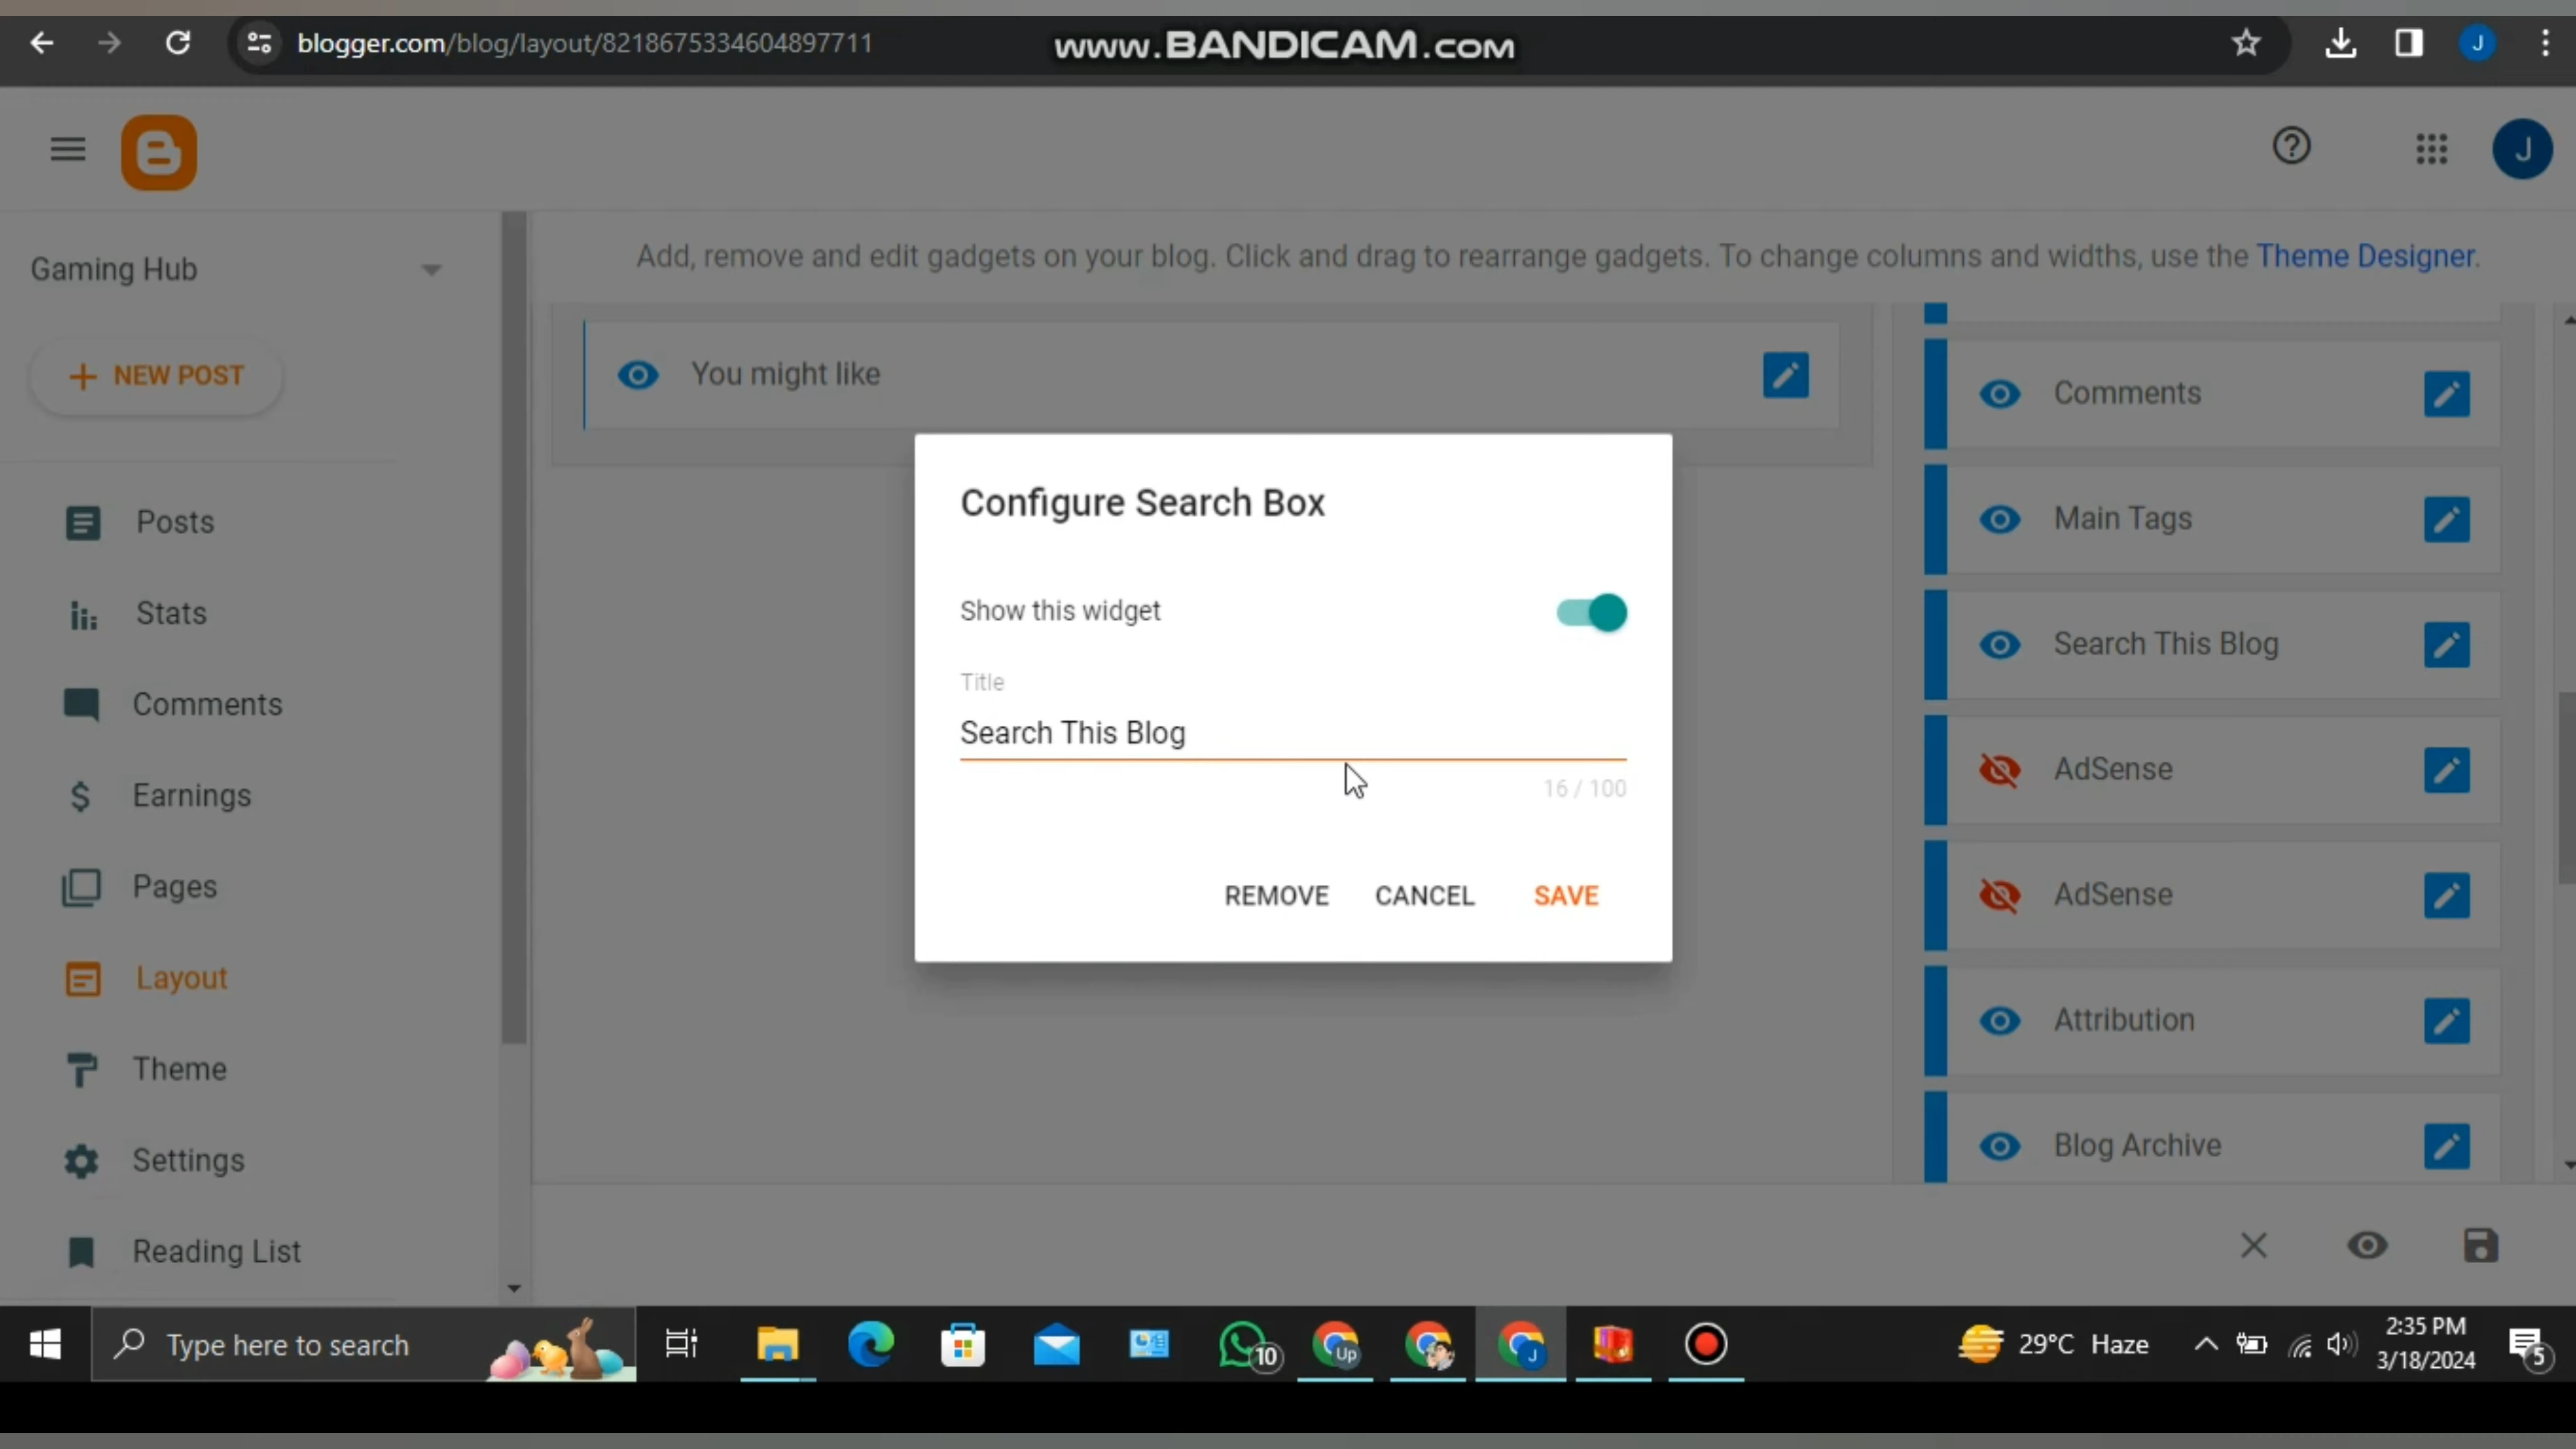 blogger.com/blog/layout/8218675334604897711
www.BANDICAM.com
J
J
Gaming Hub
Add, remove and edit gadgets on your blog. Click and drag to rearrange gadgets. To change columns and widths, use the Theme Designer.
NEW POST
Posts
Stats
Comments
Earnings
Pages
Layout
Theme
Settings
Reading List
You might like
Configure Search Box
Show this widget
Title
Search This Blog
16 / 100
REMOVE
CANCEL
SAVE
Comments
Main Tags
Search This Blog
AdSense
AdSense
Attribution
Blog Archive
Type here to search
10
Up
J
29°C Haze
2:35 PM
3/18/2024
5